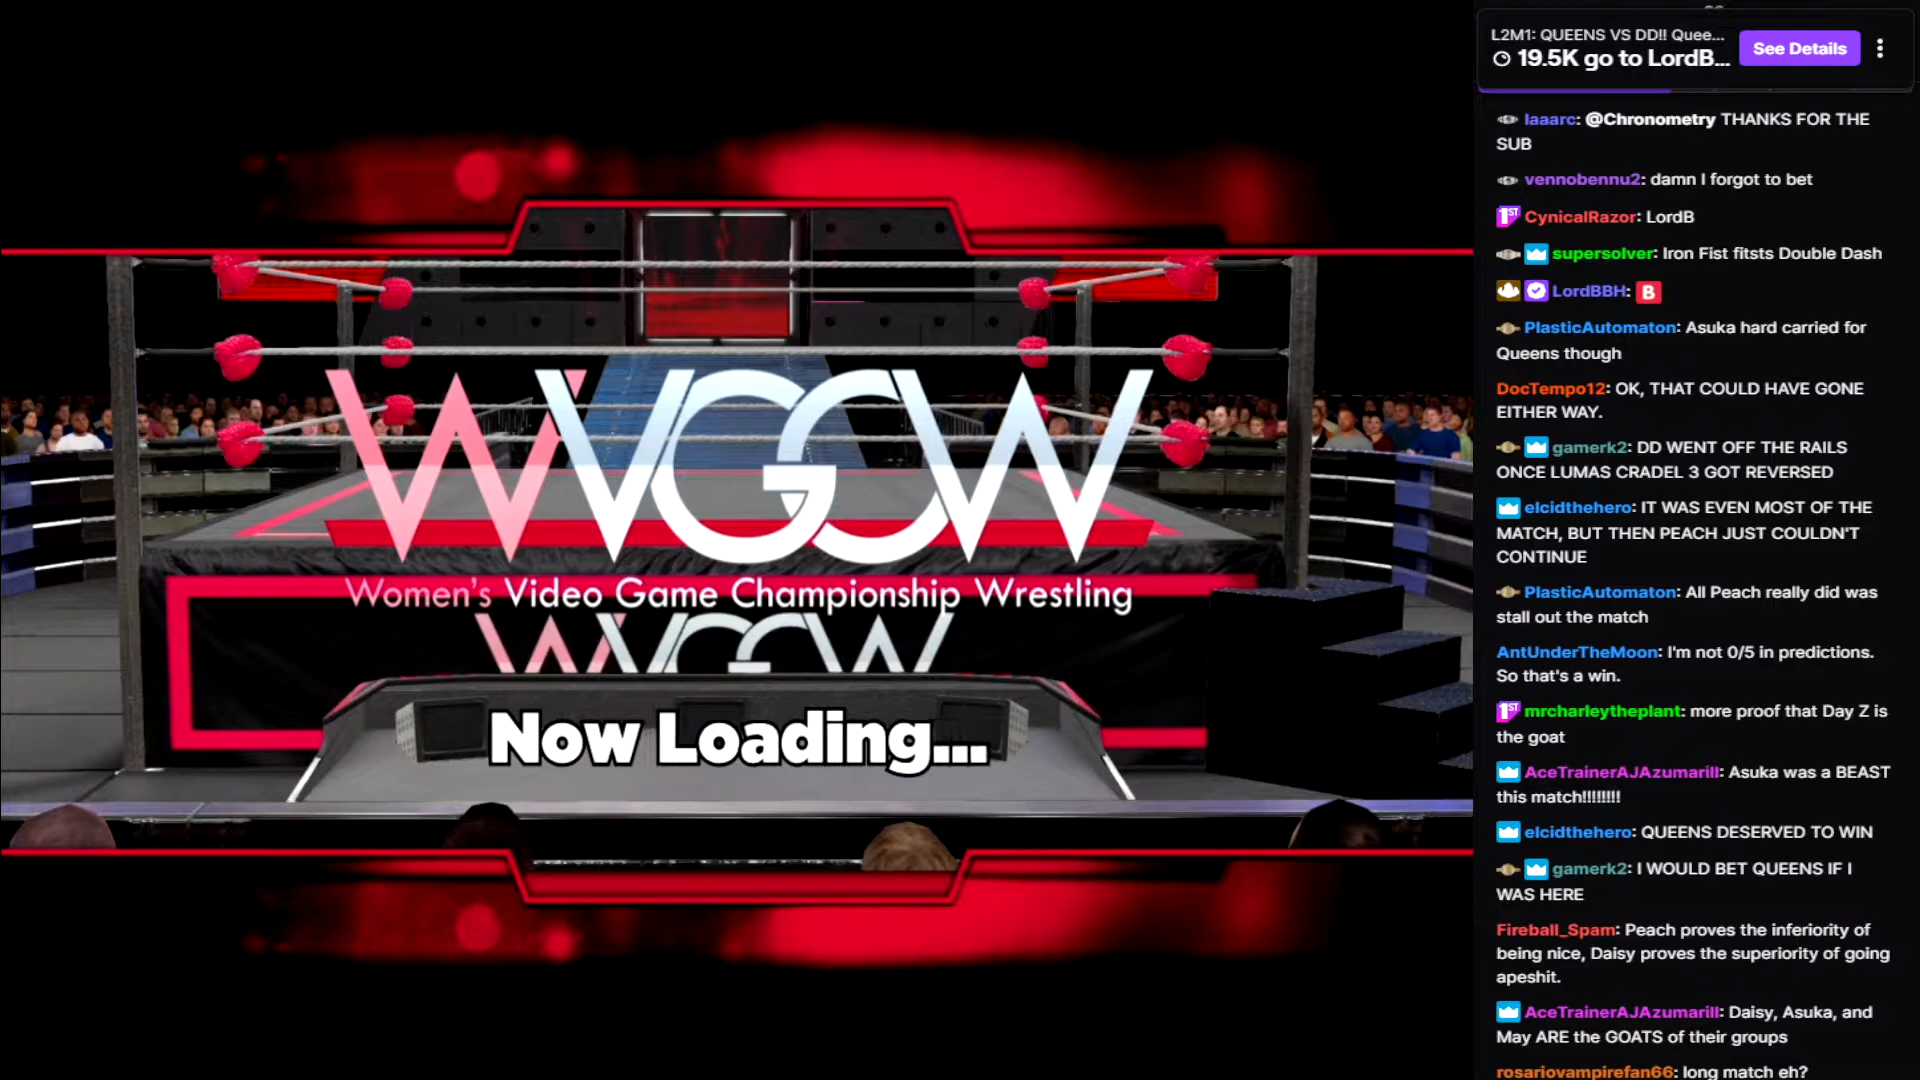 WVGCW
Women's Video Game Championship Wrestling
WVGCW
Now Loading...
L2M1: QUEENS VS DD!! Quee...
19.5K go to LordB...
See Details
laaarc: @Chronometry THANKS FOR THE
SUB
vennobennu2: damn I forgot to bet
1ST CynicalRazor: LordB
supersolver: Iron Fist fitsts Double Dash
LordBBH: B
PlasticAutomaton: Asuka hard carried for
Queens though
DocTempo12: OK, THAT COULD HAVE GONE
EITHER WAY.
gamerk2: DD WENT OFF THE RAILS
ONCE LUMAS CRADEL 3 GOT REVERSED
elcidthehero: IT WAS EVEN MOST OF THE
MATCH, BUT THEN PEACH JUST COULDN'T
CONTINUE
PlasticAutomaton: All Peach really did was
stall out the match
AntUnderTheMoon: I'm not 0/5 in predictions.
So that's a win.
1ST mrcharleytheplant: more proof that Day Z is
the goat
AceTrainerAJAzumarill: Asuka was a BEAST
this match!!!!!!!!
elcidthehero: QUEENS DESERVED TO WIN
gamerk2: I WOULD BET QUEENS IF I
WAS HERE
Fireball_Spam: Peach proves the inferiority of
being nice, Daisy proves the superiority of going
apeshit.
AceTrainerAJAzumarill: Daisy, Asuka, and
May ARE the GOATS of their groups
rosariovampirefan66: long match eh?